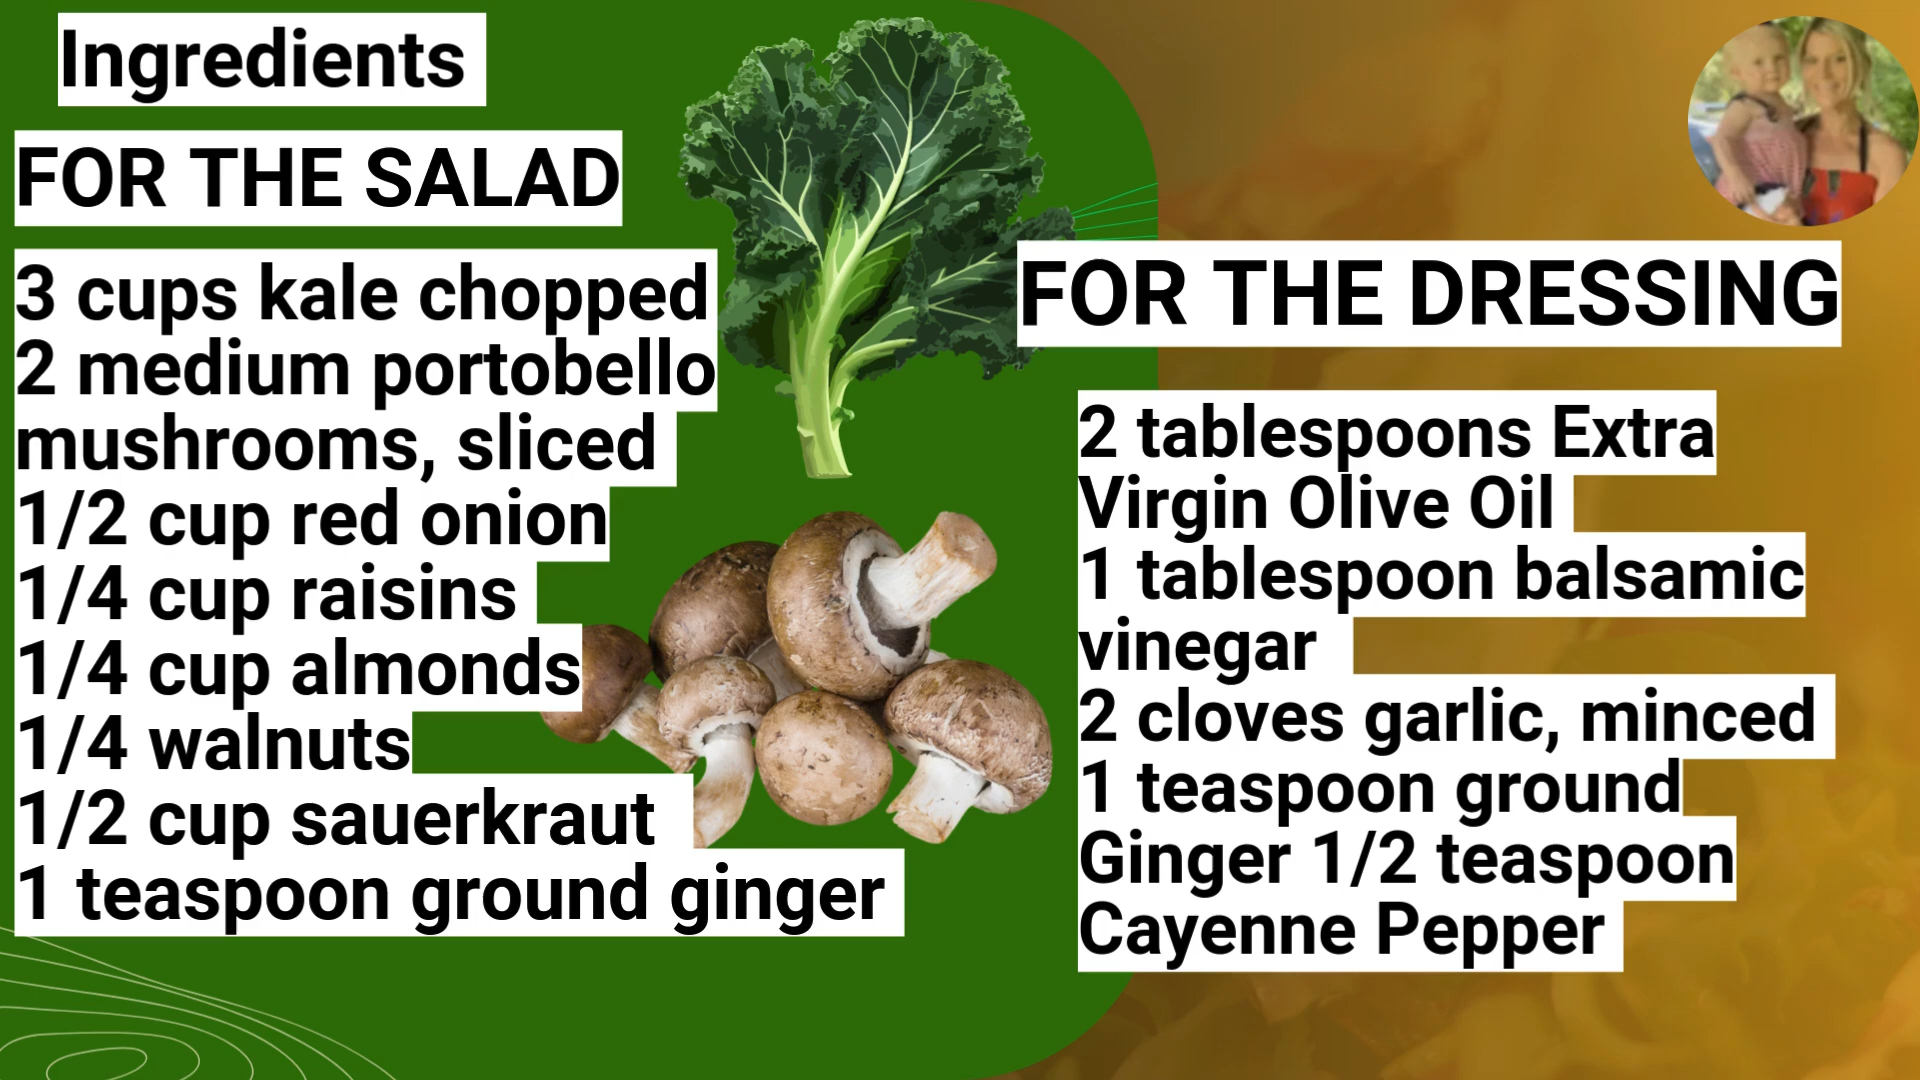 Ingredients
FOR THE SALAD
3 cups kale chopped
2 medium portobello
mushrooms, sliced
1/2 cup red onion
1/4 cup raisins
1/4 cup almonds
1/4 walnuts
1/2 cup sauerkraut
1 teaspoon ground ginger
FOR THE DRESSING
2 tablespoons Extra
Virgin Olive Oil
1 tablespoon balsamic
vinegar
2 cloves garlic, minced
1 teaspoon ground
Ginger 1/2 teaspoon
Cayenne Pepper